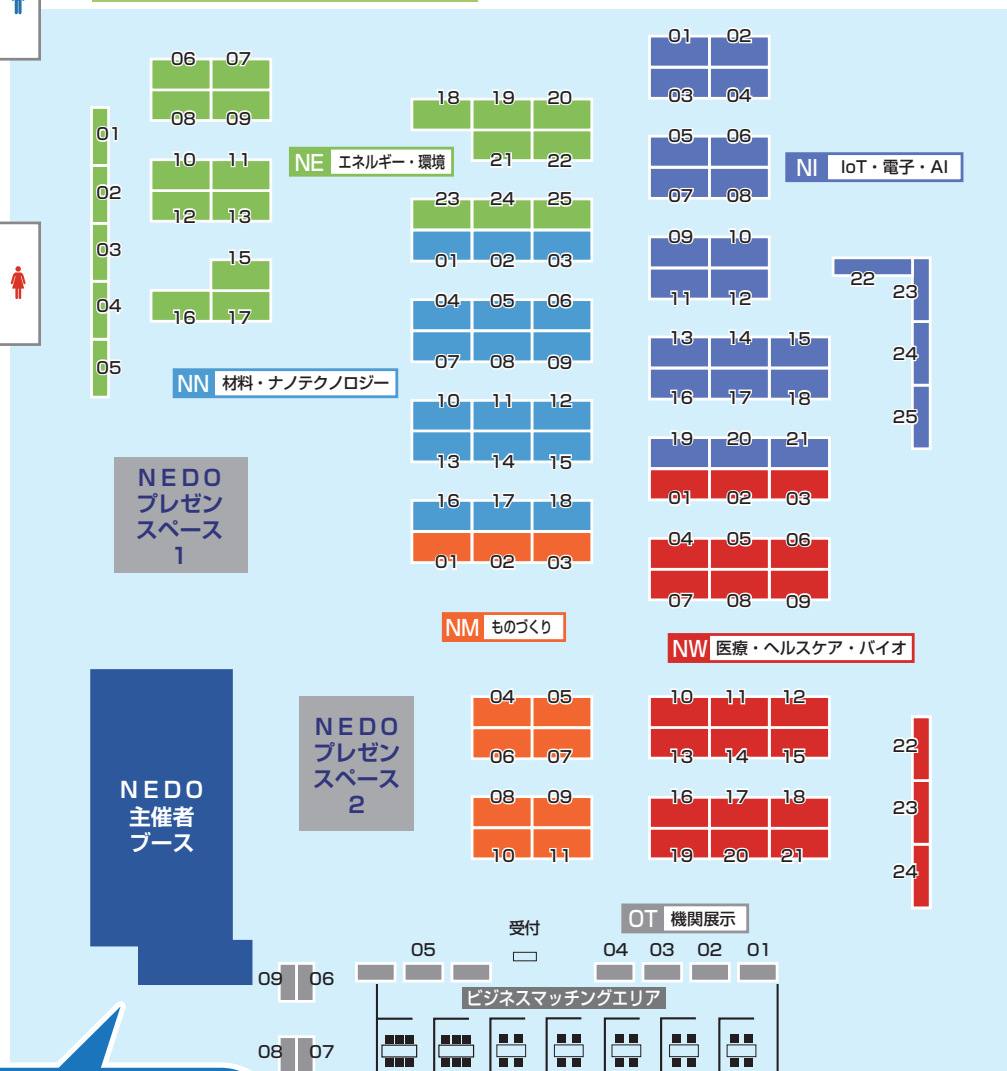 01 02
06 07
03 04
18 19 20
01
08 09
05 06
NE エネルギー・環境
21 22
NI IoT・電子・AI
10 11
02
07 08
23 24 25
12 13
09 10
03
15
01 02 03
22
23
11 12
04
04 05 06
16 17
13 14 15
24
05
07 08 09
NN 材料・ナノテクノロジー
16 17 18
10 11 12
25
19 20 21
13 14 15
NEDO
プレゼン
スペース
1
16 17 18
01 02 03
04 05 06
01 02 03
07 08 09
NM ものづくり
NW 医療・ヘルスケア・バイオ
04 05
10 11 12
NEDO
プレゼン
スペース
2
22
06 07
13 14 15
NEDO
主催者
ブース
08 09
16 17 18
23
10 11
19 20 21
24
OT 機関展示
受付
05
04 03 02 01
09 06
ビジネスマッチングエリア
08 07